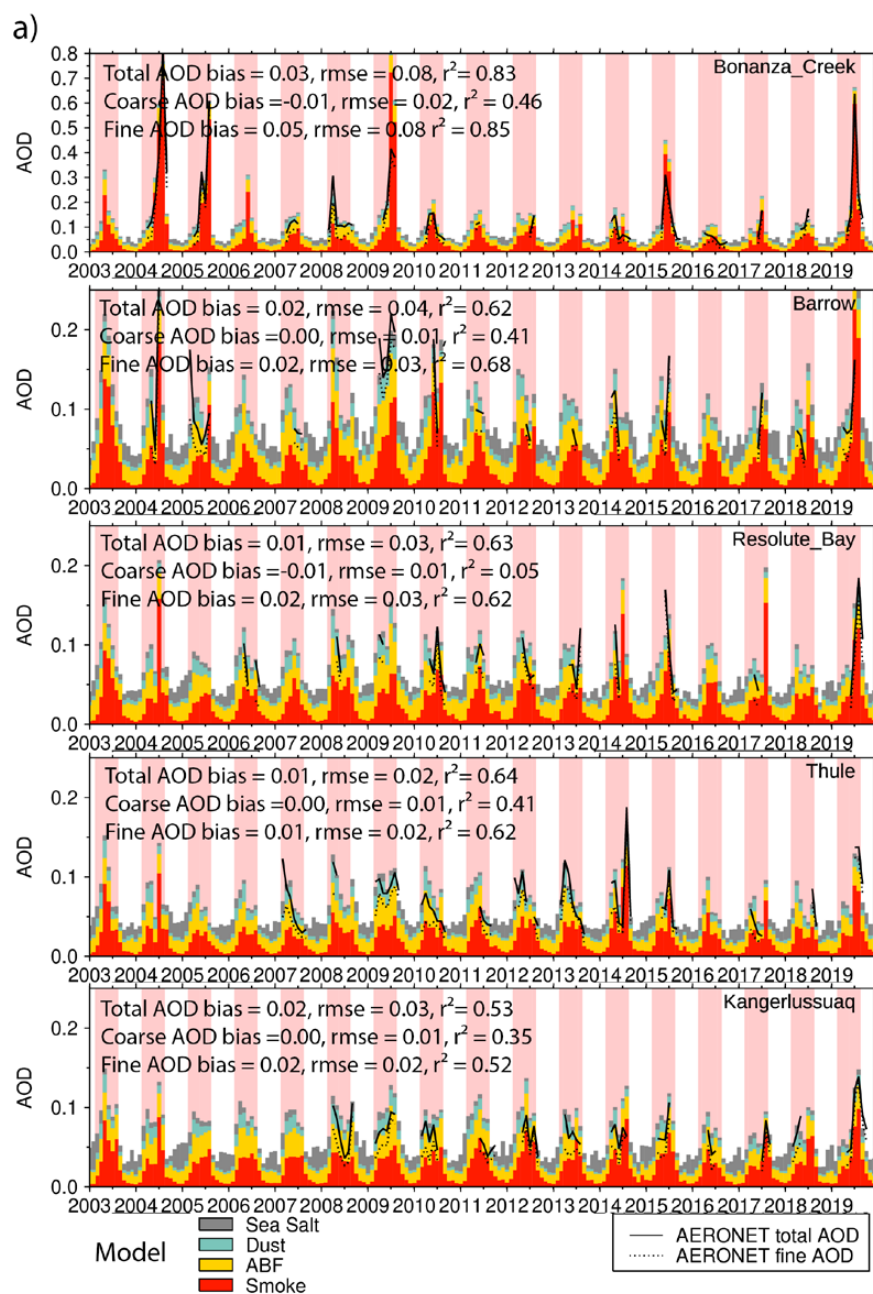 a)
0.8
0.7
0.6
0.5
0.4
0.3
0.2
0.1
0.0
AOD
Total AOD bias = 0.03, rmse = 0.08, r² = 0.83
Coarse AOD bias =-0.01, rmse = 0.02, r² = 0.46
Fine AOD bias = 0.05, rmse = 0.08 r² = 0.85
Bonanza_Creek
2003 2004 2005 2006 2007 2008 2009 2010 2011 2012 2013 2014 2015 2016 2017 2018 2019
0.2
0.1
0.0
AOD
Total AOD bias = 0.02, rmse = 0.04, r² = 0.62
Coarse AOD bias =0.00, rmse = 0.01, r² = 0.41
Fine AOD bias = 0.02, rmse = 0.03, r² = 0.68
Barrow
2003 2004 2005 2006 2007 2008 2009 2010 2011 2012 2013 2014 2015 2016 2017 2018 2019
0.2
0.1
0.0
AOD
Total AOD bias = 0.01, rmse = 0.03, r² = 0.63
Coarse AOD bias =-0.01, rmse = 0.01, r² = 0.05
Fine AOD bias = 0.02, rmse = 0.03, r² = 0.62
Resolute_Bay
2003 2004 2005 2006 2007 2008 2009 2010 2011 2012 2013 2014 2015 2016 2017 2018 2019
0.2
0.1
0.0
AOD
Total AOD bias = 0.01, rmse = 0.02, r² = 0.64
Coarse AOD bias =0.00, rmse = 0.01, r² = 0.41
Fine AOD bias = 0.01, rmse = 0.02, r² = 0.62
Thule
2003 2004 2005 2006 2007 2008 2009 2010 2011 2012 2013 2014 2015 2016 2017 2018 2019
0.2
0.1
0.0
AOD
Total AOD bias = 0.02, rmse = 0.03, r² = 0.53
Coarse AOD bias =0.00, rmse = 0.01, r² = 0.35
Fine AOD bias = 0.02, rmse = 0.02, r² = 0.52
Kangerlussuaq
2003 2004 2005 2006 2007 2008 2009 2010 2011 2012 2013 2014 2015 2016 2017 2018 2019
Model
Sea Salt
Dust
ABF
Smoke
AERONET total AOD
AERONET fine AOD